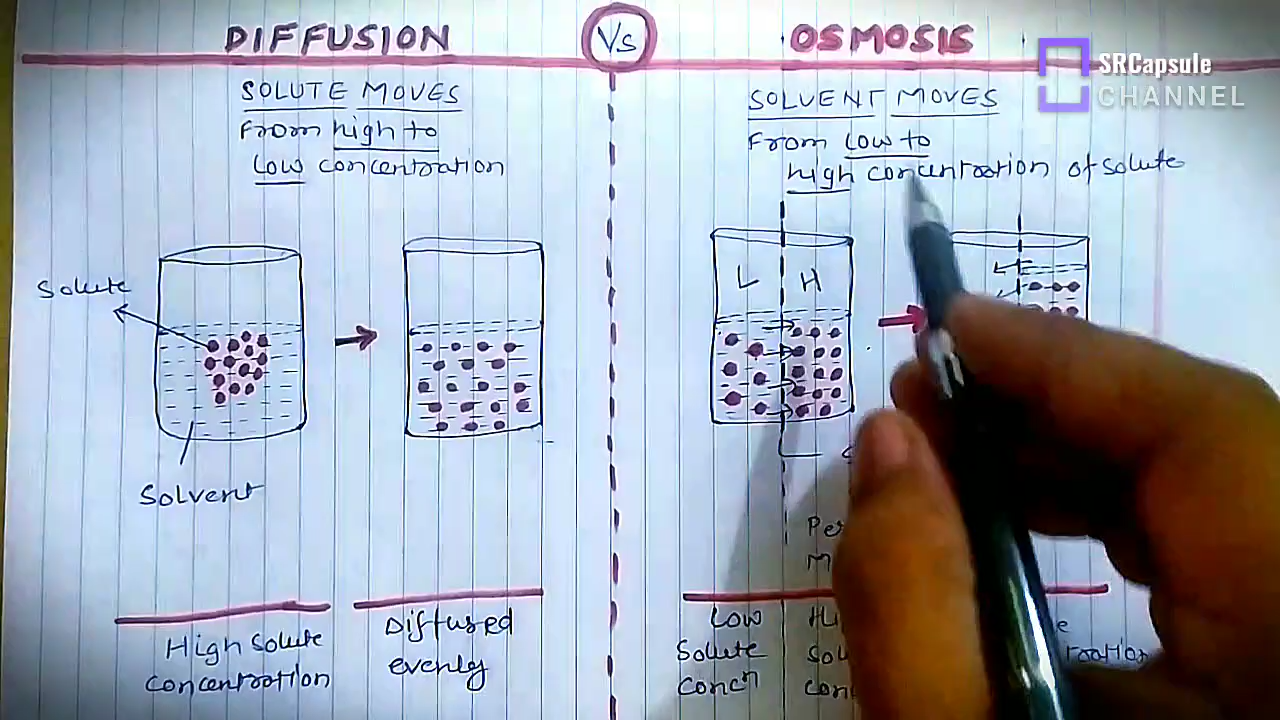 DIFFUSION
Vs
OSMOSIS
SRCapsule
CHANNEL
SOLUTE MOVES
From high to
Low concentration
SOLVENT MOVES
From Low to
high concentration of solute
Solute
Solvent
L
H
High Solute
concentration
Diffused
evenly
Low
Solute
Concn